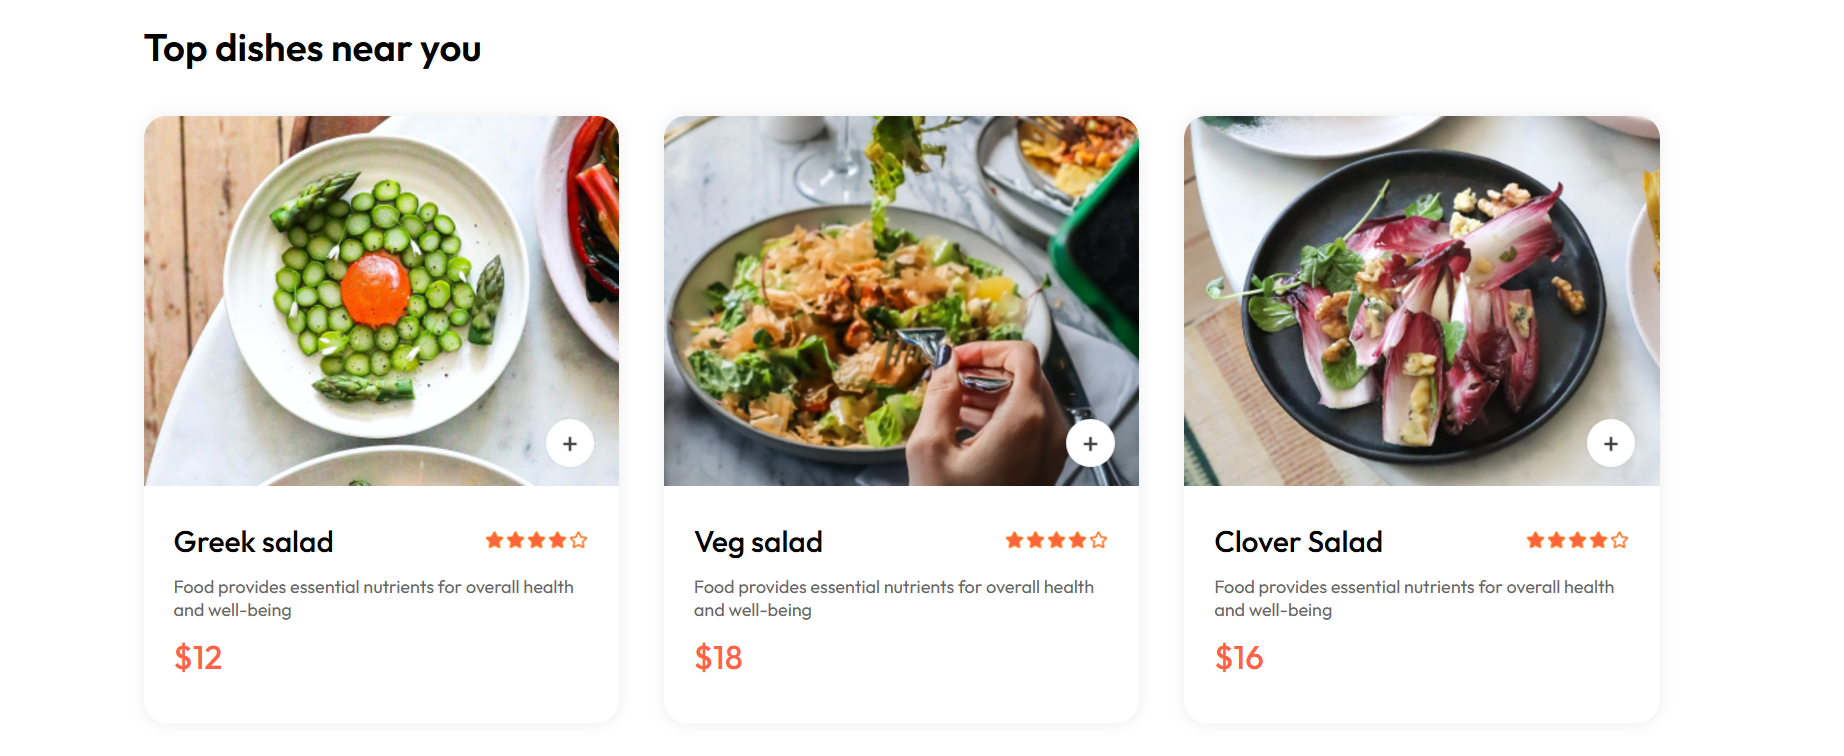 Top dishes near you
Greek salad
Food provides essential nutrients for overall health
and well-being
$12
Veg salad
Food provides essential nutrients for overall health
and well-being
$18
Clover Salad
Food provides essential nutrients for overall health
and well-being
$16